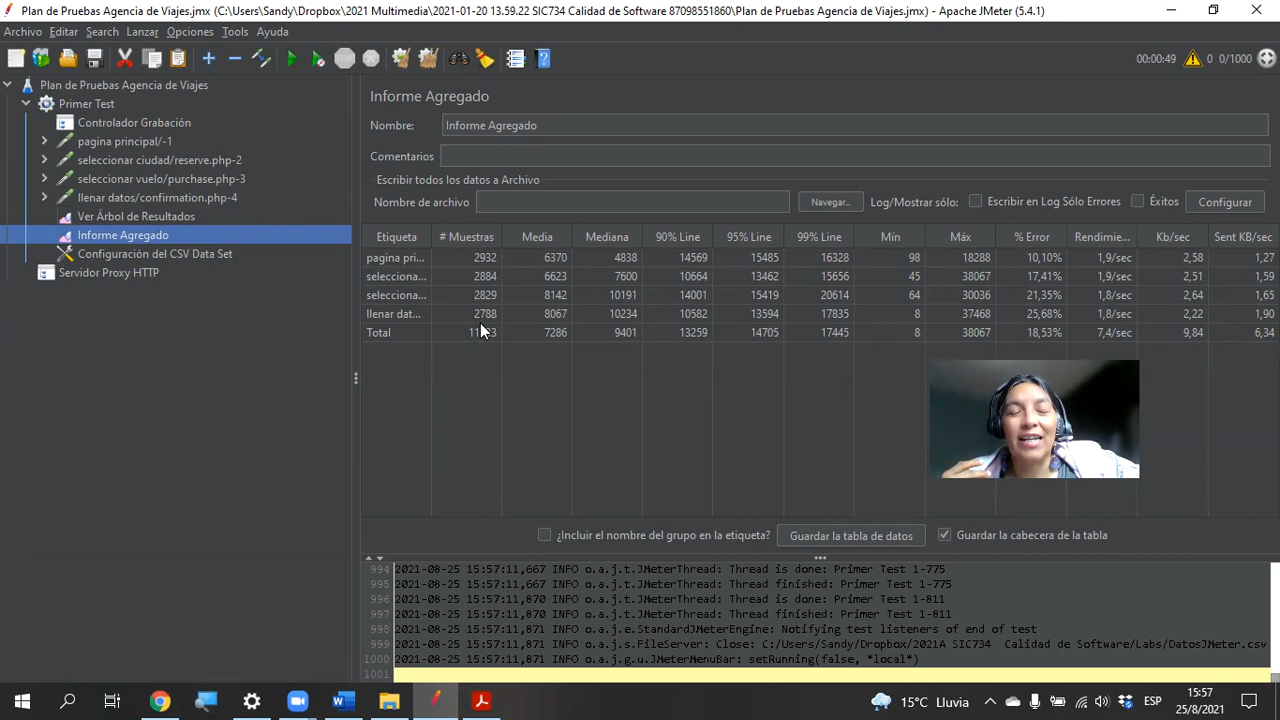 Plan de Pruebas Agencia de Viajes.jmx (C:\Users\Sandy\Dropbox\2021 Multimedia\2021-01-20 13.59.22 SIC734 Calidad de Software 87098551860\Plan de Pruebas Agencia de Viajes.jmx) - Apache JMeter (5.4.1)
Archivo Editar Search Lanzar Opciones Tools Ayuda
00:00:49 0 0/1000
Plan de Pruebas Agencia de Viajes
Primer Test
Controlador Grabación
pagina principal/-1
seleccionar ciudad/reserve.php-2
seleccionar vuelo/purchase.php-3
llenar datos/confirmation.php-4
Ver Árbol de Resultados
Informe Agregado
Configuración del CSV Data Set
Servidor Proxy HTTP
Informe Agregado
Nombre: Informe Agregado
Comentarios
Escribir todos los datos a Archivo
Nombre de archivo Navegar... Log/Mostrar sólo: Escribir en Log Sólo Errores Éxitos Configurar
Etiqueta # Muestras Media Mediana 90% Line 95% Line 99% Line Mín Máx % Error Rendimie... Kb/sec Sent KB/sec
pagina pri... 2932 6370 4838 14569 15485 16328 98 18288 10,10% 1,9/sec 2,58 1,27
selecciona... 2884 6623 7600 10664 13462 15656 45 38067 17,41% 1,9/sec 2,51 1,59
selecciona... 2829 8142 10191 14001 15419 20614 64 30036 21,35% 1,8/sec 2,64 1,65
llenar dat... 2788 8067 10234 10582 13594 17835 8 37468 25,68% 1,8/sec 2,22 1,90
Total 7286 9401 13259 14705 17445 8 38067 18,53% 7,4/sec 9,84 6,34
¿Incluir el nombre del grupo en la etiqueta? Guardar la tabla de datos Guardar la cabecera de la tabla
994 2021-08-25 15:57:11,667 INFO o.a.j.t.JMeterThread: Thread is done: Primer Test 1-775
995 2021-08-25 15:57:11,667 INFO o.a.j.t.JMeterThread: Thread finished: Primer Test 1-775
996 2021-08-25 15:57:11,870 INFO o.a.j.t.JMeterThread: Thread is done: Primer Test 1-811
997 2021-08-25 15:57:11,870 INFO o.a.j.t.JMeterThread: Thread finished: Primer Test 1-811
998 2021-08-25 15:57:11,871 INFO o.a.j.e.StandardJMeterEngine: Notifying test listeners of end of test
999 2021-08-25 15:57:11,871 INFO o.a.j.s.FileServer: Close: C:/Users/Sandy/Dropbox/2021A SIC734 Calidad de Software/Labs/DatosJMeter.csv
1000 2021-08-25 15:57:11,871 INFO o.a.j.g.u.JMeterMenuBar: setRunning(false, *local*)
1001
15°C Lluvia ESP 15:57
25/8/2021